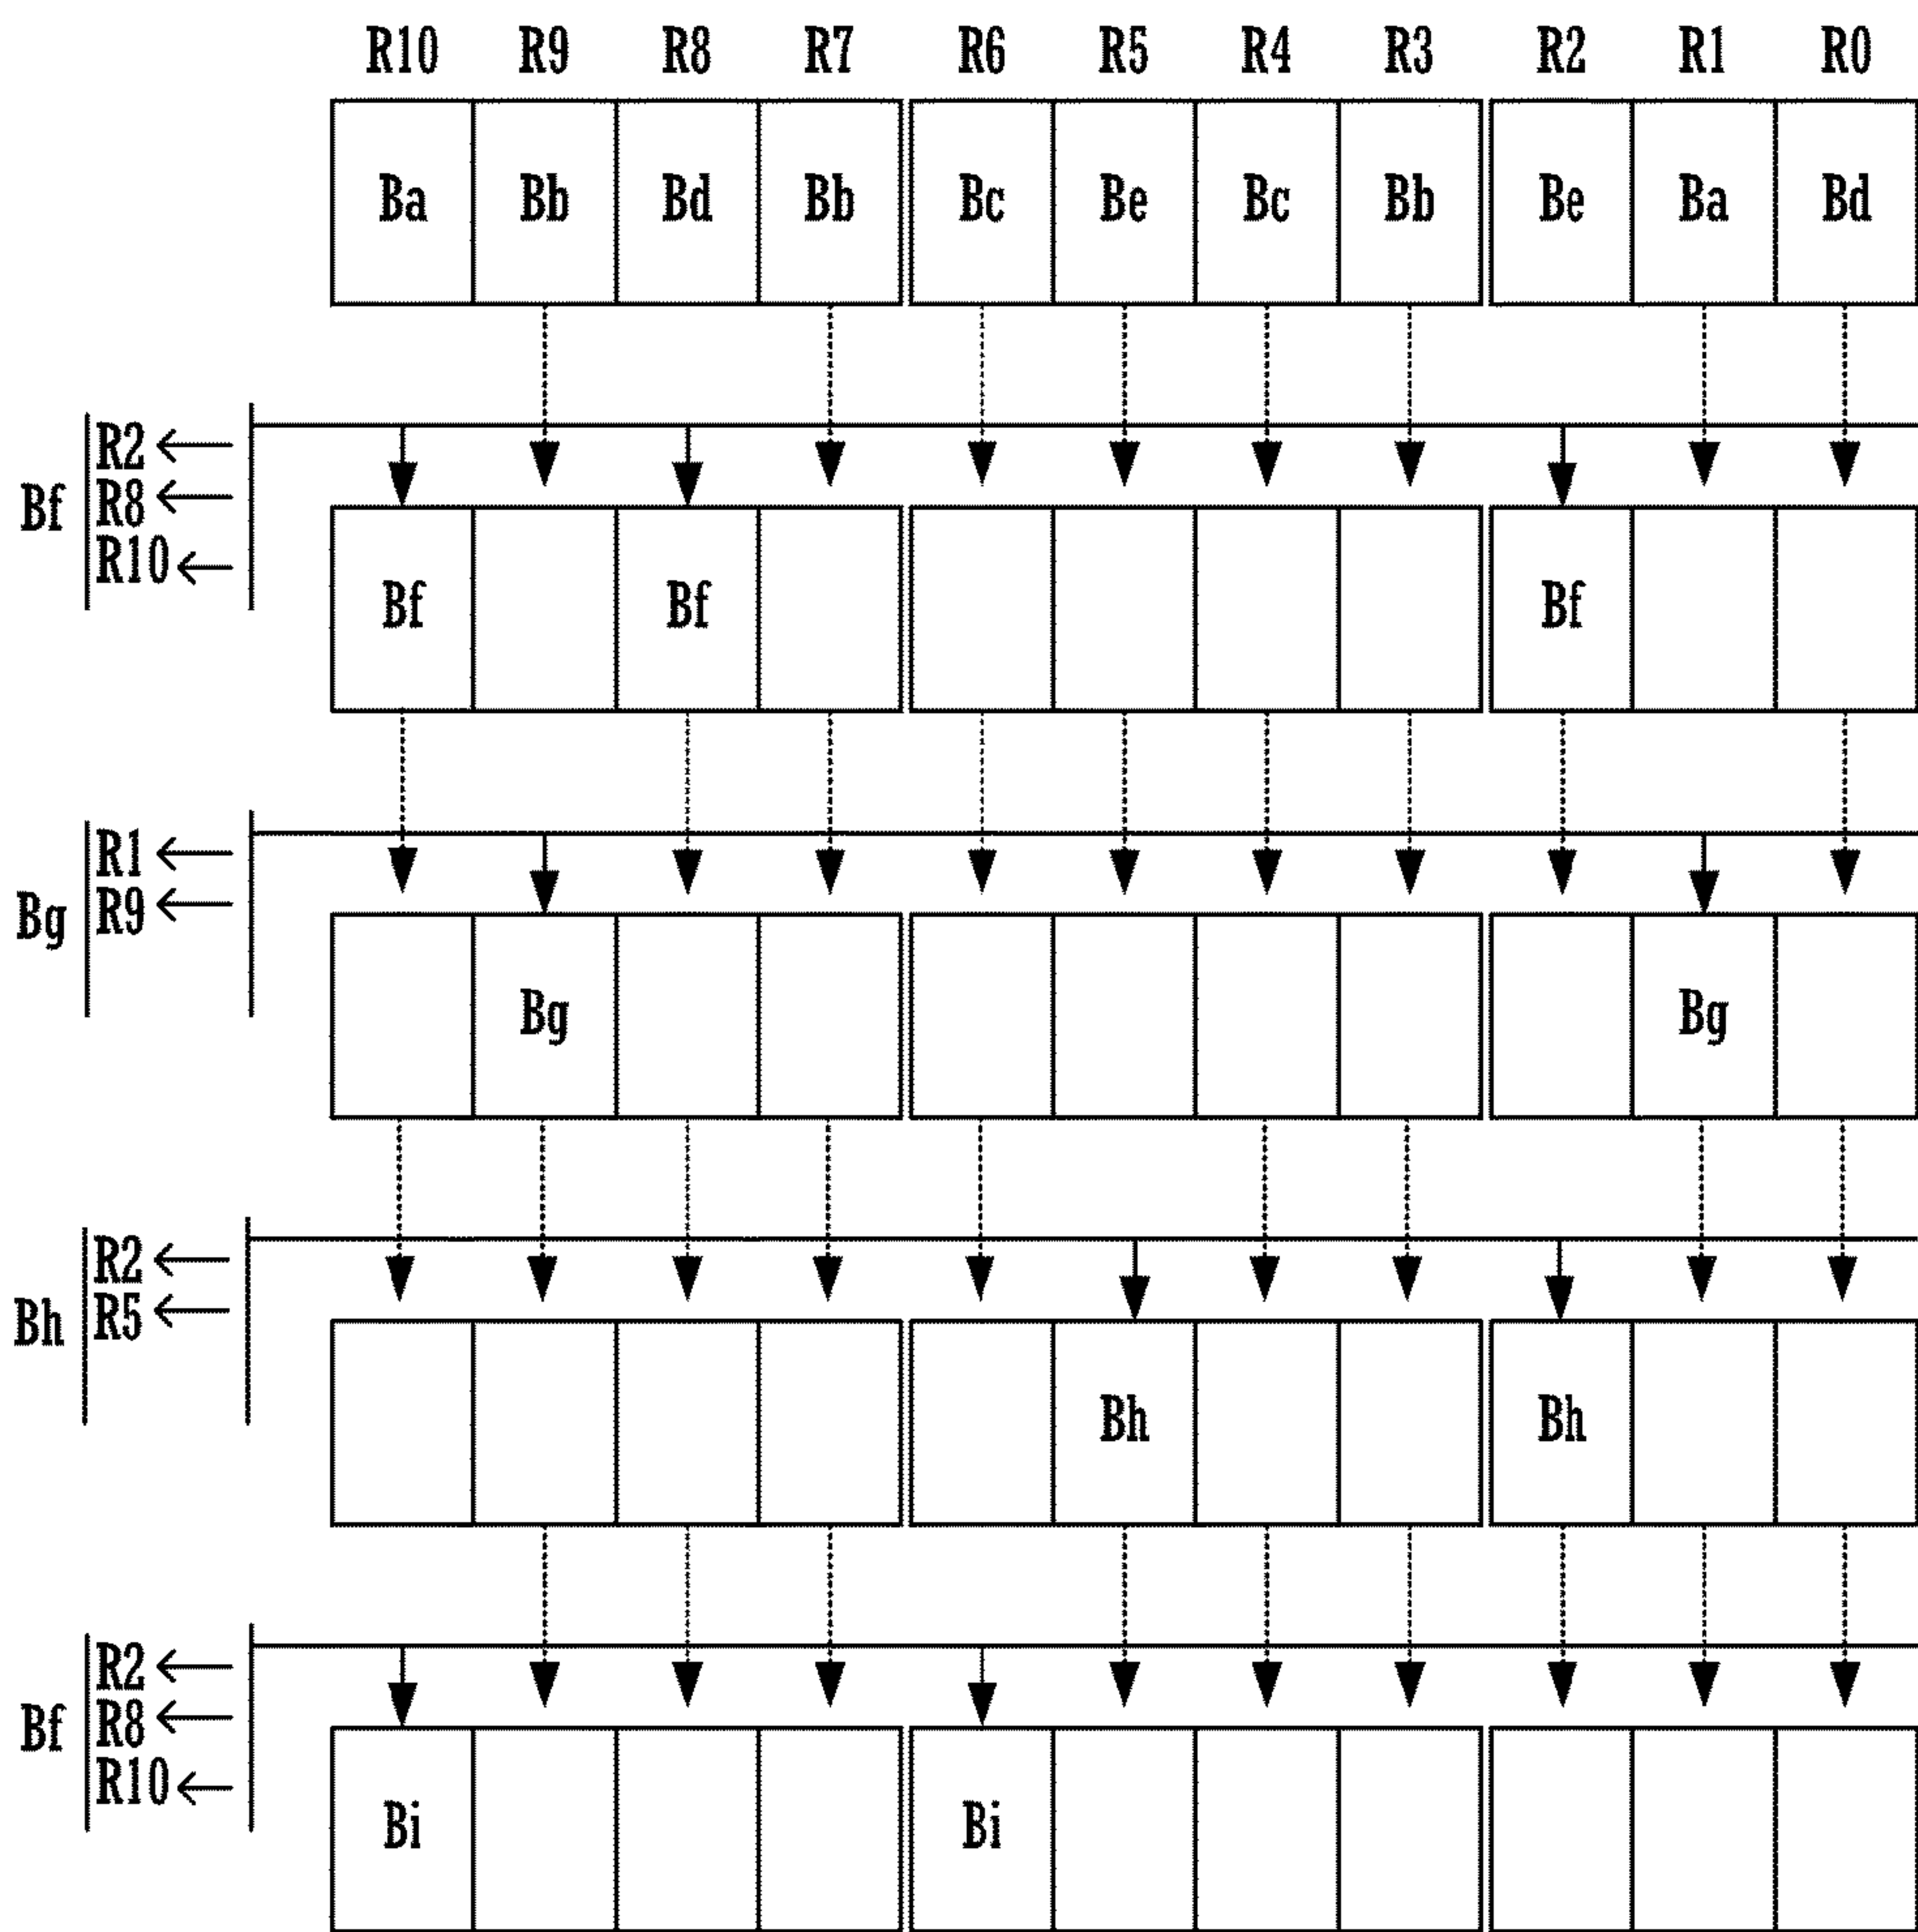 R10 R9 R8 R7 R6 R5 R4 R3 R2 R1 R0
Ba Bb Bd Bb Bc Be Bc Bb Be Ba Bd
R2
R8
Bf
R10
Bf Bf Bf
R1
R9
Bg
Bg Bg
R2
R5
Bh
Bh Bh
R2
R8
Bf
R10
Bi Bi